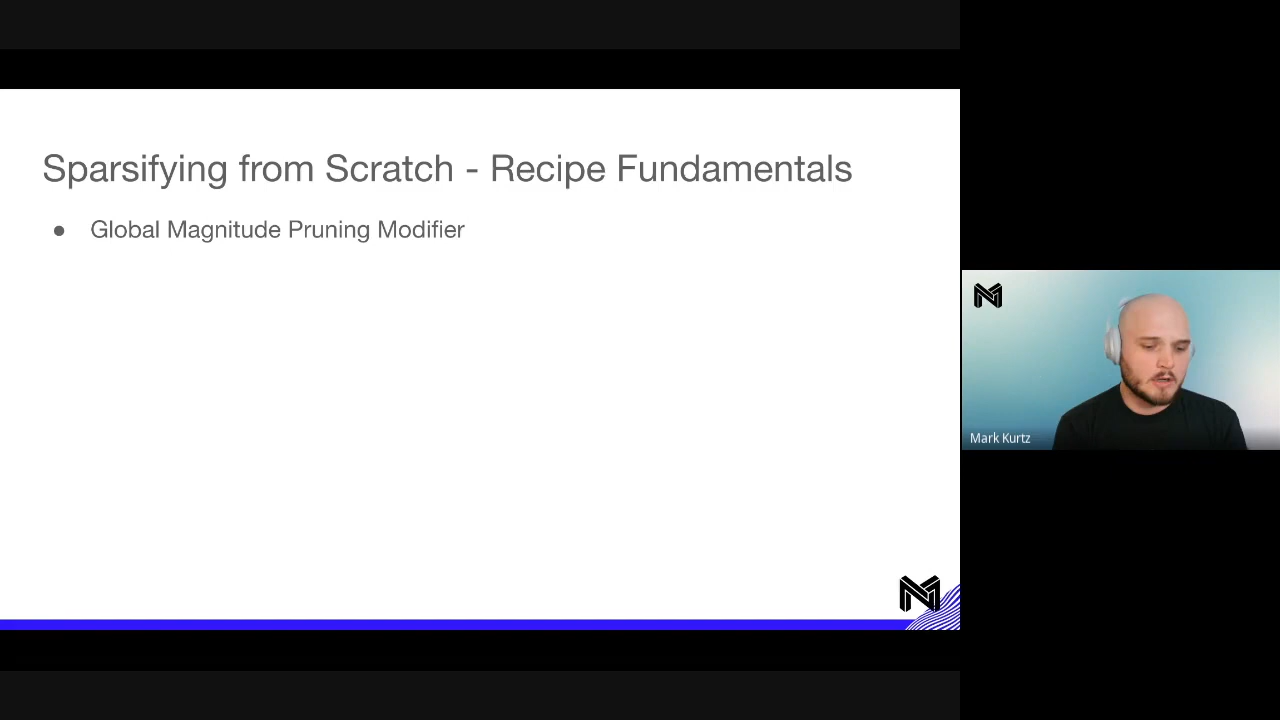 Sparsifying from Scratch - Recipe Fundamentals
● Global Magnitude Pruning Modifier
Mark Kurtz